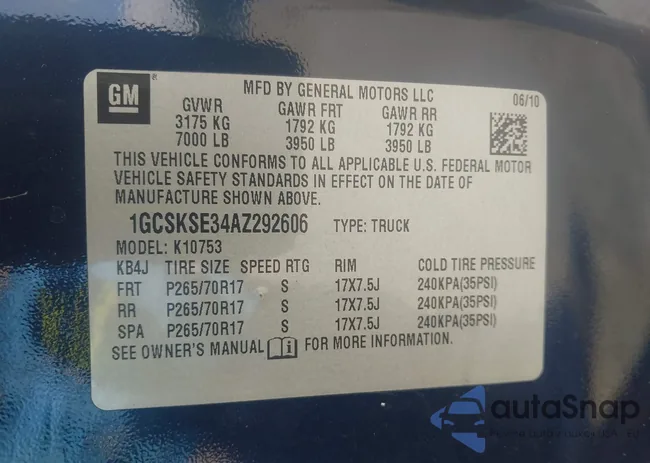 GM
MFD BY GENERAL MOTORS LLC
06/10
GVWR GAWR FRT GAWR RR
3175 KG 1792 KG 1792 KG
7000 LB 3950 LB 3950 LB
THIS VEHICLE CONFORMS TO ALL APPLICABLE U.S. FEDERAL MOTOR
VEHICLE SAFETY STANDARDS IN EFFECT ON THE DATE OF
MANUFACTURE SHOWN ABOVE.
1GCSKSE34AZ292606 TYPE: TRUCK
MODEL: K10753
KB4J TIRE SIZE SPEED RTG RIM COLD TIRE PRESSURE
FRT P265/70R17 S 17X7.5J 240KPA(35PSI)
RR P265/70R17 S 17X7.5J 240KPA(35PSI)
SPA P265/70R17 S 17X7.5J 240KPA(35PSI)
SEE OWNER'S MANUAL FOR MORE INFORMATION.
autoSnap